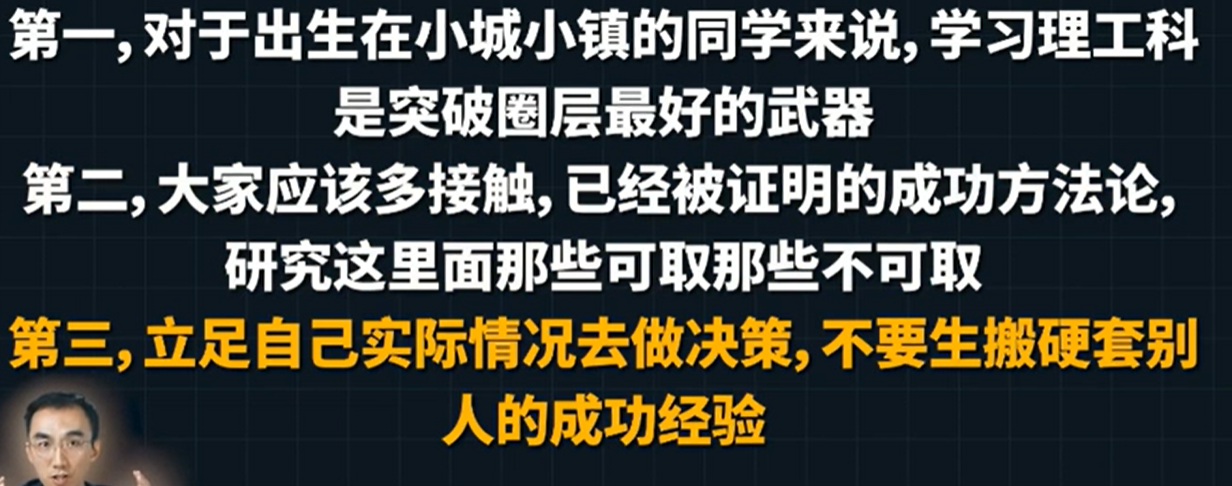 第一,对于出生在小城小镇的同学来说,学习理工科
是突破圈层最好的武器
第二,大家应该多接触,已经被证明的成功方法论,
研究这里面那些可取那些不可取
第三,立足自己实际情况去做决策,不要生搬硬套别
人的成功经验